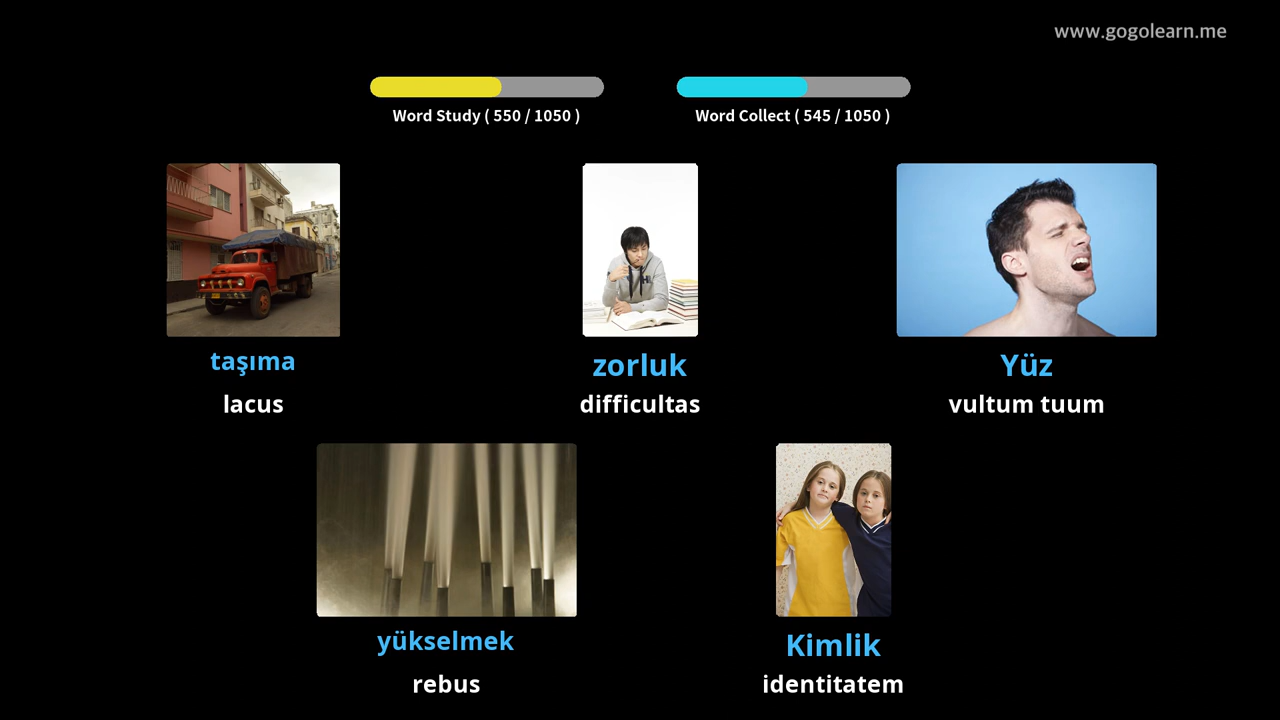 www.gogolearn.me
Word Study ( 550 / 1050 )
Word Collect ( 545 / 1050 )
taşıma
zorluk
Yüz
lacus
difficultas
vultum tuum
yükselmek
Kimlik
rebus
identitatem